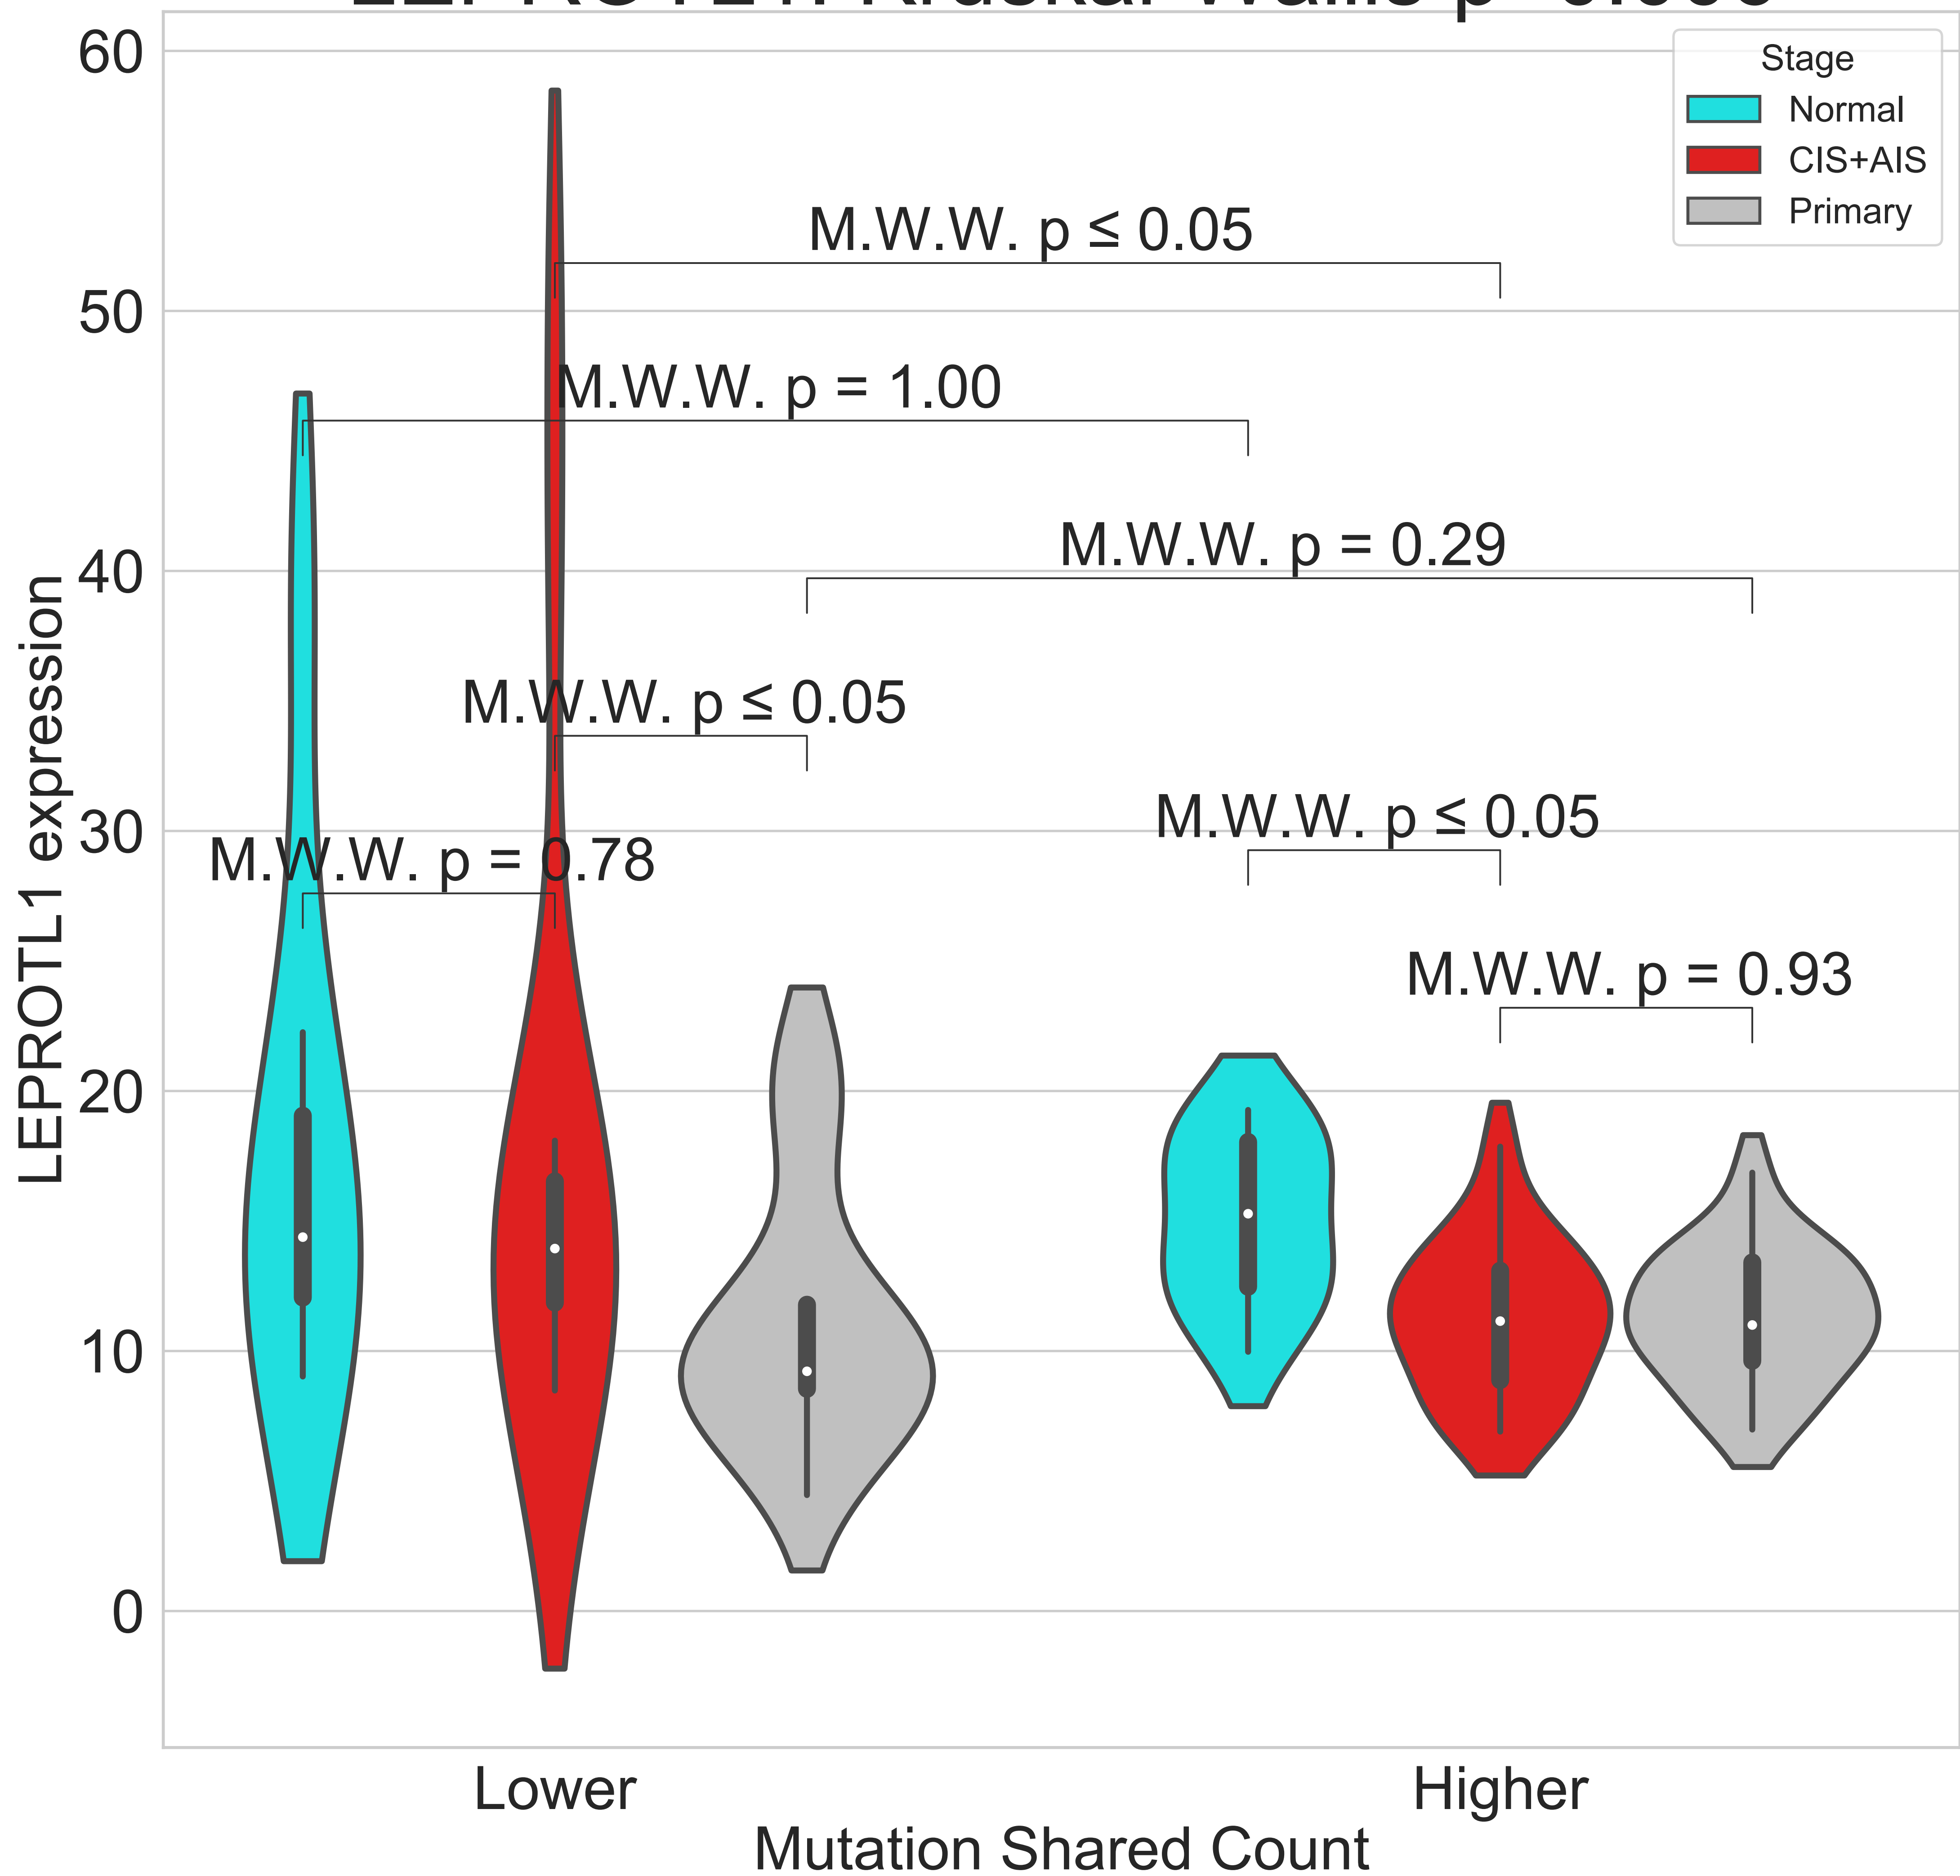 60
Stage
Normal
CIS+AIS
Primary
M.W.W. p ≤ 0.05
50
M.W.W. p = 1.00
M.W.W. p = 0.29
40
M.W.W. p ≤ 0.05
M.W.W. p ≤ 0.05
30
M.W.W. p = 0.78
M.W.W. p = 0.93
20
10
0
LEPROTL1 expression
Lower
Higher
Mutation Shared Count